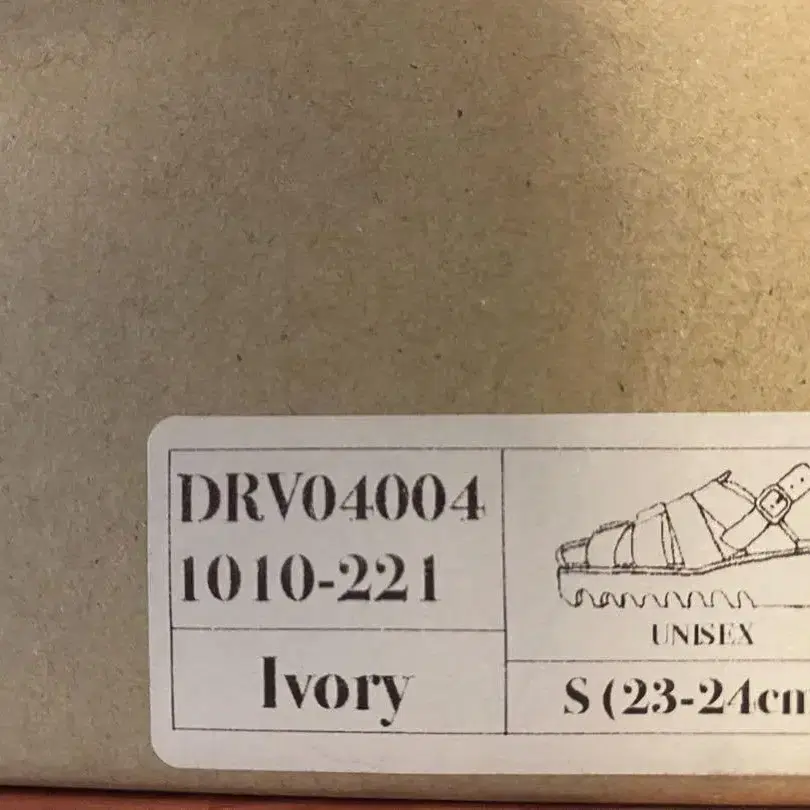 DRV04004
1010-221
Ivory
UNISEX
S (23-24cm